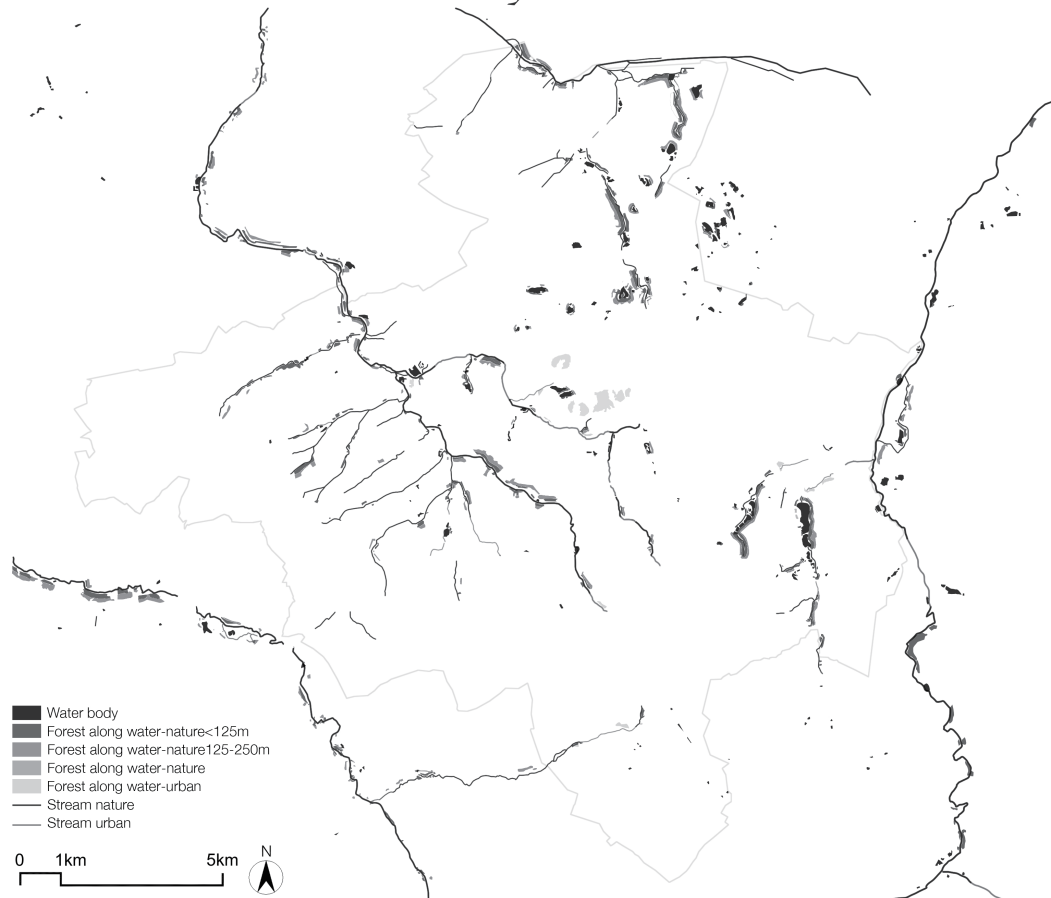 Water body
Forest along water-nature<125m
Forest along water-nature125-250m
Forest along water-nature
Forest along water-urban
Stream nature
Stream urban
0 1km 5km
N